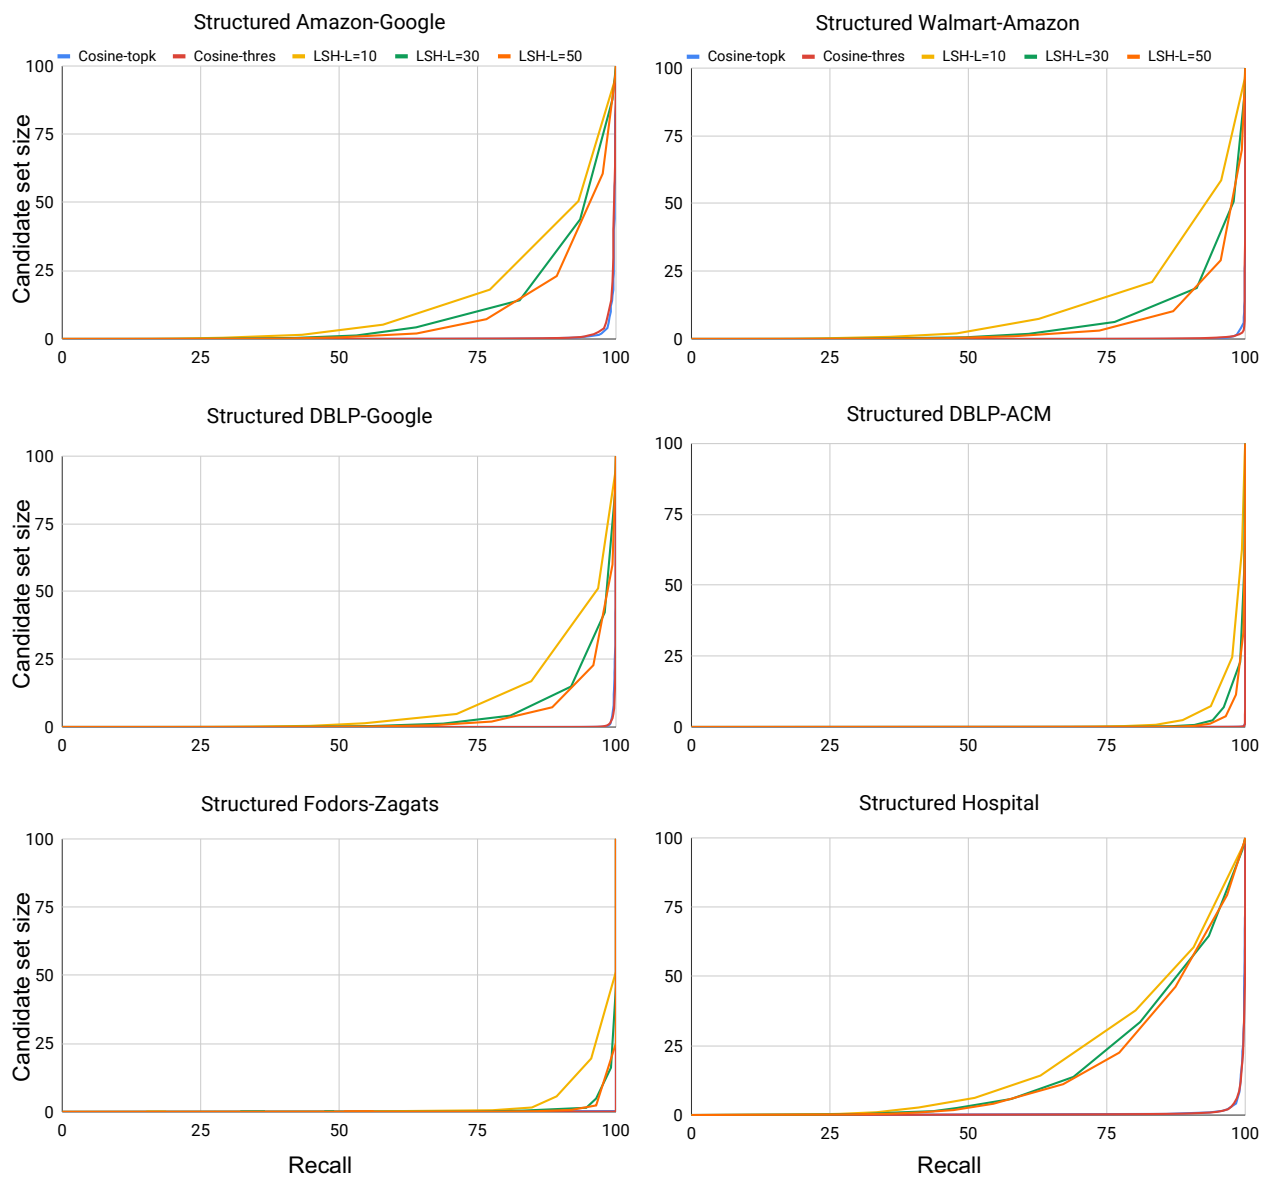 Structured Amazon-Google
Cosine-topk Cosine-thres LSH-L=10 LSH-L=30 LSH-L=50
Candidate set size
100
75
50
25
0
0 25 50 75 100
Structured Walmart-Amazon
Cosine-topk Cosine-thres LSH-L=10 LSH-L=30 LSH-L=50
100
75
50
25
0
0 25 50 75 100
Structured DBLP-Google
Candidate set size
100
75
50
25
0
0 25 50 75 100
Structured DBLP-ACM
100
75
50
25
0
0 25 50 75 100
Structured Fodors-Zagats
Candidate set size
100
75
50
25
0
0 25 50 75 100
Recall
Structured Hospital
100
75
50
25
0
0 25 50 75 100
Recall